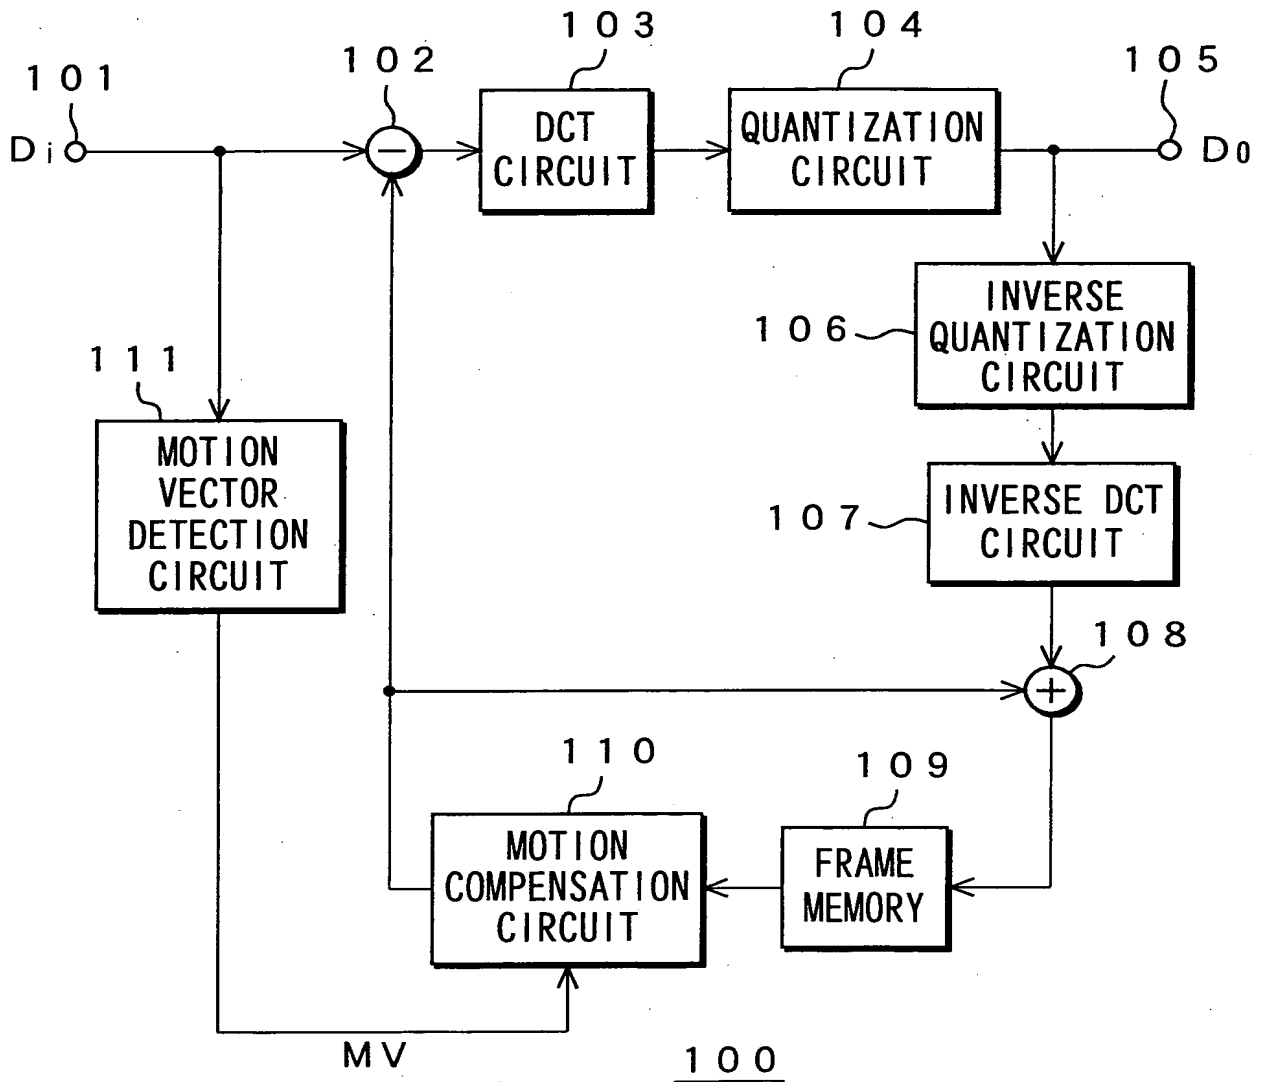 101
102
103
104
105
Di
DCT
CIRCUIT
QUANTIZATION
CIRCUIT
D0
106
INVERSE
QUANTIZATION
CIRCUIT
111
MOTION
VECTOR
DETECTION
CIRCUIT
107
INVERSE DCT
CIRCUIT
108
110
109
MOTION
COMPENSATION
CIRCUIT
FRAME
MEMORY
MV
100